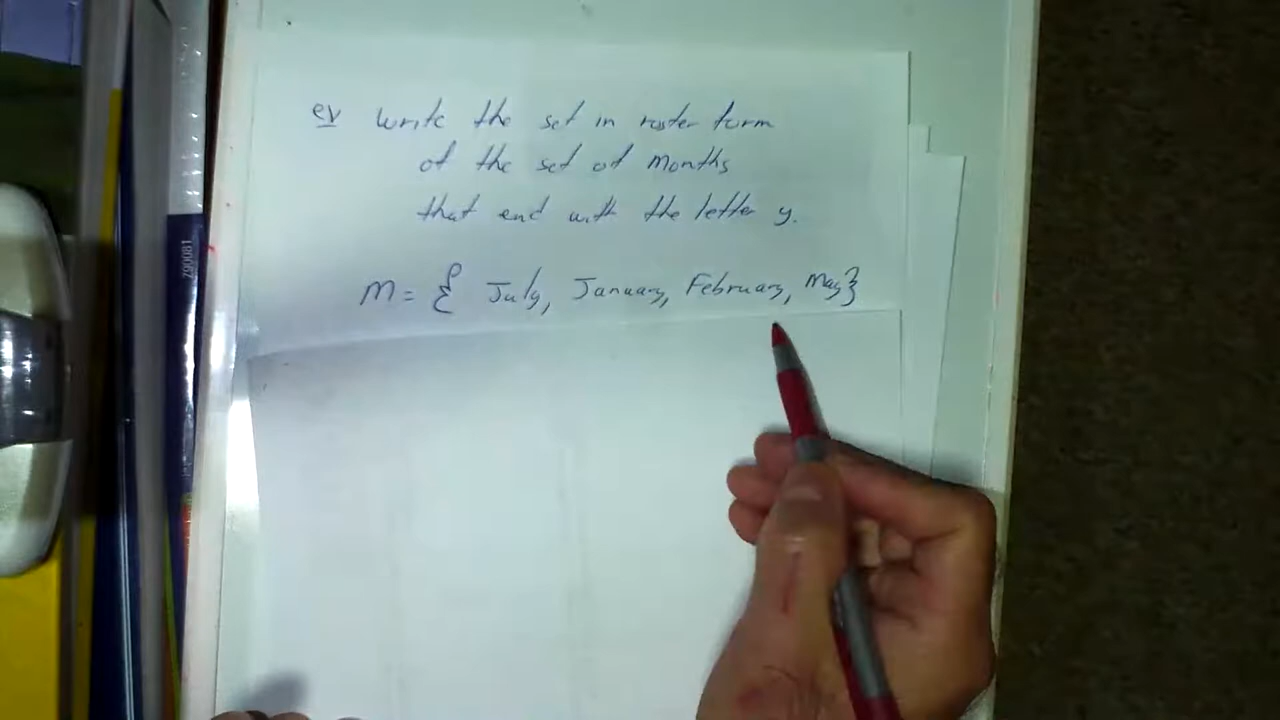 ex Write the set in roster form
of the set of months
that end with the letter y.
M = { July, January, February, May}
790081